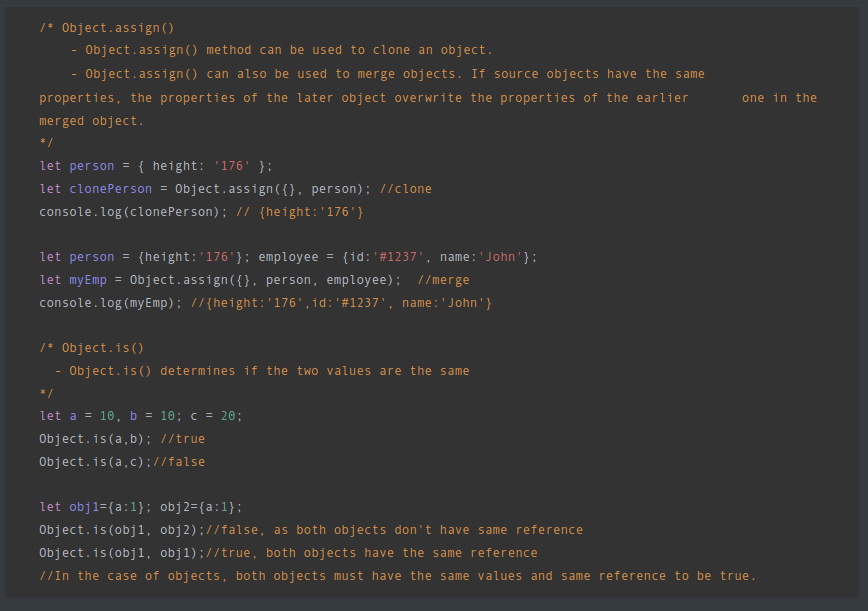 /* Object.assign()
- Object.assign() method can be used to clone an object.
- Object.assign() can also be used to merge objects. If source objects have the same
properties, the properties of the later object overwrite the properties of the earlier one in the
merged object.
*/
let person = { height: '176' };
let clonePerson = Object.assign({}, person); //clone
console.log(clonePerson); // {height:'176'}
let person = {height:'176'}; employee = {id:'#1237', name:'John'};
let myEmp = Object.assign({}, person, employee);  //merge
console.log(myEmp); //{height:'176',id:'#1237', name:'John'}
/* Object.is()
- Object.is() determines if the two values are the same
*/
let a = 10, b = 10; c = 20;
Object.is(a,b); //true
Object.is(a,c);//false
let obj1={a:1}; obj2={a:1};
Object.is(obj1, obj2);//false, as both objects don't have same reference
Object.is(obj1, obj1);//true, both objects have the same reference
//In the case of objects, both objects must have the same values and same reference to be true.